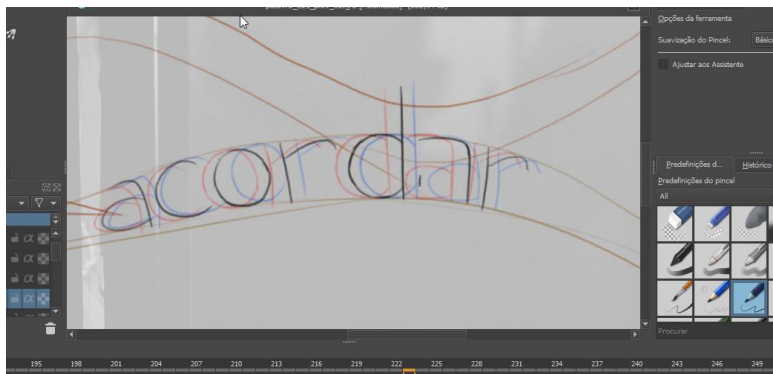 Opções da ferramenta
Suavização do Pincel: Básico
Ajustar aos Assistente
acordar
Predefinições d... Histórico
Predefinições do pincel
All
Procurar
195 198 201 204 207 210 213 216 219 222 225 228 231 234 237 240 243 246 249